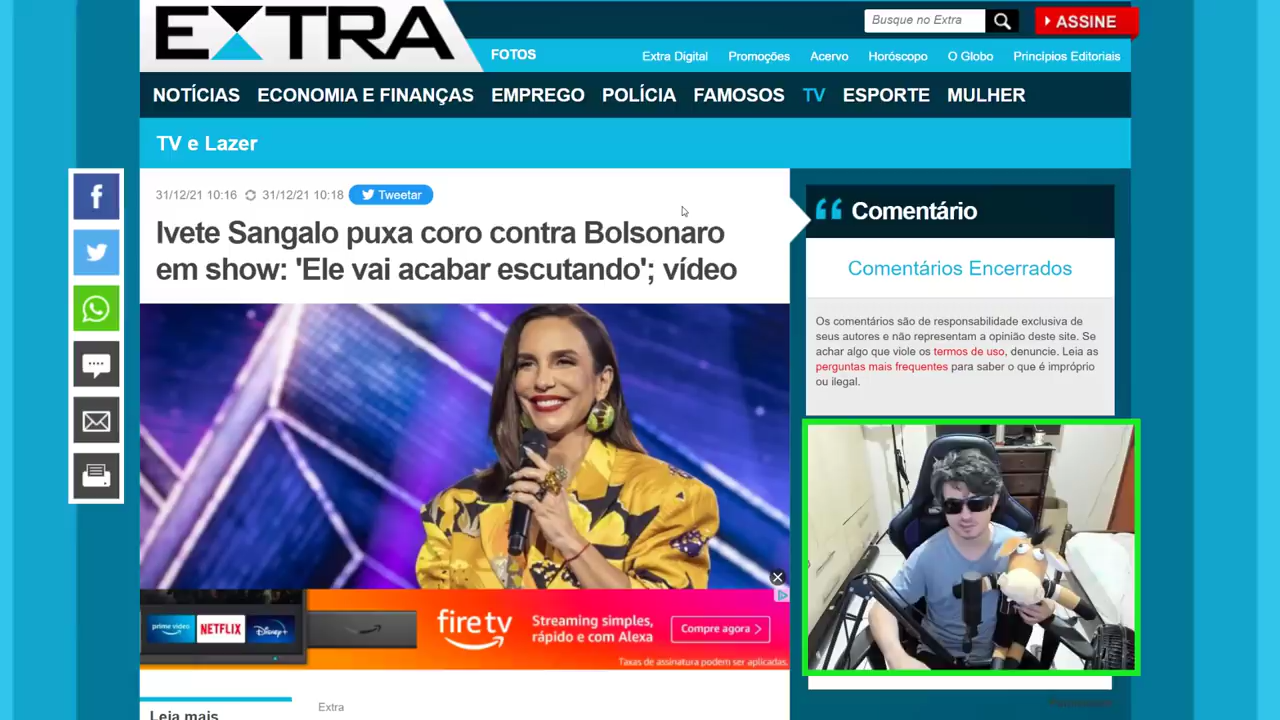 EXTRA
Busque no Extra
ASSINE
FOTOS
Extra Digital Promoções Acervo Horóscopo O Globo Princípios Editoriais
NOTÍCIAS ECONOMIA E FINANÇAS EMPREGO POLÍCIA FAMOSOS TV ESPORTE MULHER
TV e Lazer
31/12/21 10:16 31/12/21 10:18 Tweetar
Ivete Sangalo puxa coro contra Bolsonaro
em show: 'Ele vai acabar escutando'; vídeo
Comentário
Comentários Encerrados
Os comentários são de responsabilidade exclusiva de
seus autores e não representam a opinião deste site. Se
achar algo que viole os termos de uso, denuncie. Leia as
perguntas mais frequentes para saber o que é impróprio
ou ilegal.
prime video NETFLIX Disney+
fire tv
Streaming simples,
rápido e com Alexa
Compre agora >
Taxas de assinatura podem ser aplicadas.
Leia mais
Extra